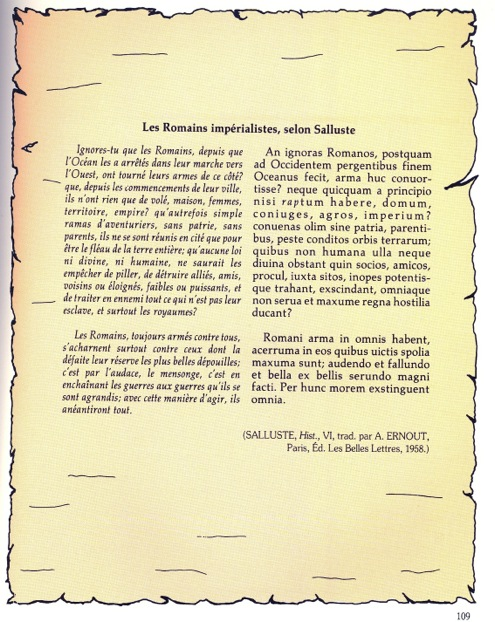 Les Romains impérialistes, selon Salluste
Ignores-tu que les Romains, depuis que
l'Océan les a arrêtés dans leur marche vers
l'Ouest, ont tourné leurs armes de ce côté?
que, depuis les commencements de leur ville,
ils n'ont rien que de volé, maison, femmes,
territoire, empire? qu'autrefois simple
ramas d'aventuriers, sans patrie, sans
parents, ils ne se sont réunis en cité que pour
être le fléau de la terre entière; qu'aucune loi
ni divine, ni humaine, ne saurait les
empêcher de piller, de détruire alliés, amis,
voisins ou éloignés, faibles ou puissants, et
de traiter en ennemi tout ce qui n'est pas leur
esclave, et surtout les royaumes?
Les Romains, toujours armés contre tous,
s'acharnent surtout contre ceux dont la
défaite leur réserve les plus belles dépouilles;
c'est par l'audace, le mensonge, c'est en
enchaînant les guerres aux guerres qu'ils se
sont agrandis; avec cette manière d'agir, ils
anéantiront tout.
An ignoras Romanos, postquam
ad Occidentem pergentibus finem
Oceanus fecit, arma huc conuor-
tisse? neque quicquam a principio
nisi raptum habere, domum,
coniuges, agros, imperium?
conuenas olim sine patria, parenti-
bus, peste conditos orbis terrarum;
quibus non humana ulla neque
diuina obstant quin socios, amicos,
procul, iuxta sitos, inopes potentis-
que trahant, exscindant, omniaque
non serua et maxume regna hostilia
ducant?
Romani arma in omnis habent,
acerruma in eos quibus uictis spolia
maxuma sunt; audendo et fallundo
et bella ex bellis serundo magni
facti. Per hunc morem exstinguent
omnia.
(SALLUSTE, Hist., VI, trad. par A. ERNOUT,
Paris, Éd. Les Belles Lettres, 1958.)
109